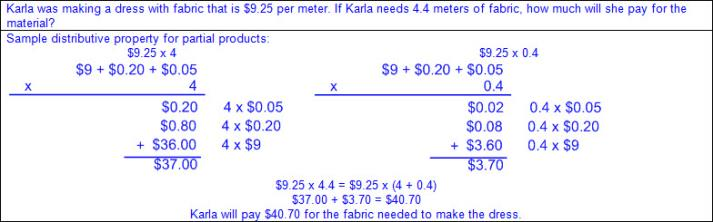 Karla was making a dress with fabric that is $9.25 per meter. If Karla needs 4.4 meters of fabric, how much will she pay for the
material?
Sample distributive property for partial products:
$9.25 x 4 $9.25 x 0.4
$9 + $0.20 + $0.05 $9 + $0.20 + $0.05
x 4 x 0.4
$0.20 4 x $0.05 $0.02 0.4 x $0.05
$0.80 4 x $0.20 $0.08 0.4 x $0.20
+ $36.00 4 x $9 + $3.60 0.4 x $9
$37.00 $3.70
$9.25 x 4.4 = $9.25 x (4 + 0.4)
$37.00 + $3.70 = $40.70
Karla will pay $40.70 for the fabric needed to make the dress.